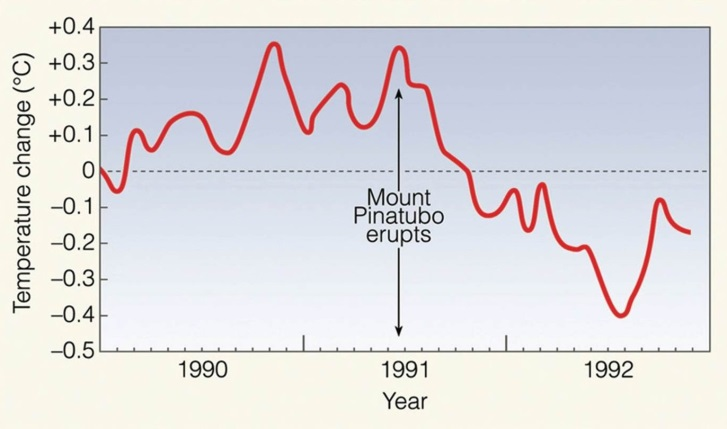 +0.4
+0.3
+0.2
+0.1
0
–0.1
–0.2
–0.3
–0.4
–0.5
Temperature change (°C)
Mount
Pinatubo
erupts
1990
1991
1992
Year